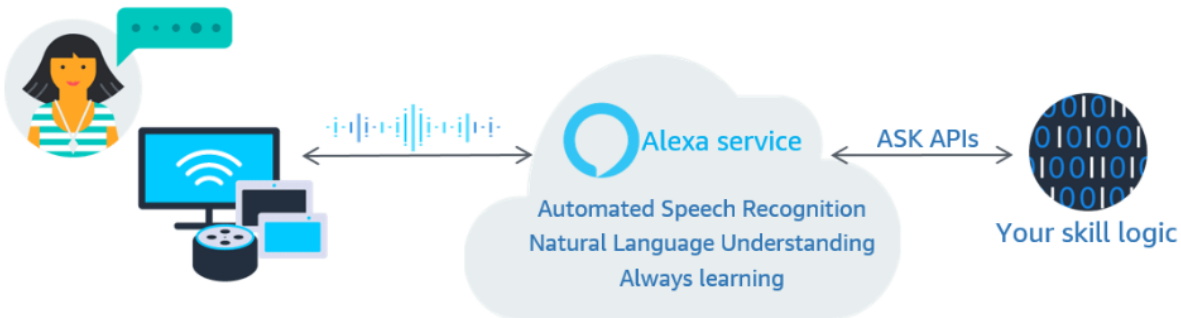 Alexa service
Automated Speech Recognition
Natural Language Understanding
Always learning
ASK APIs
Your skill logic